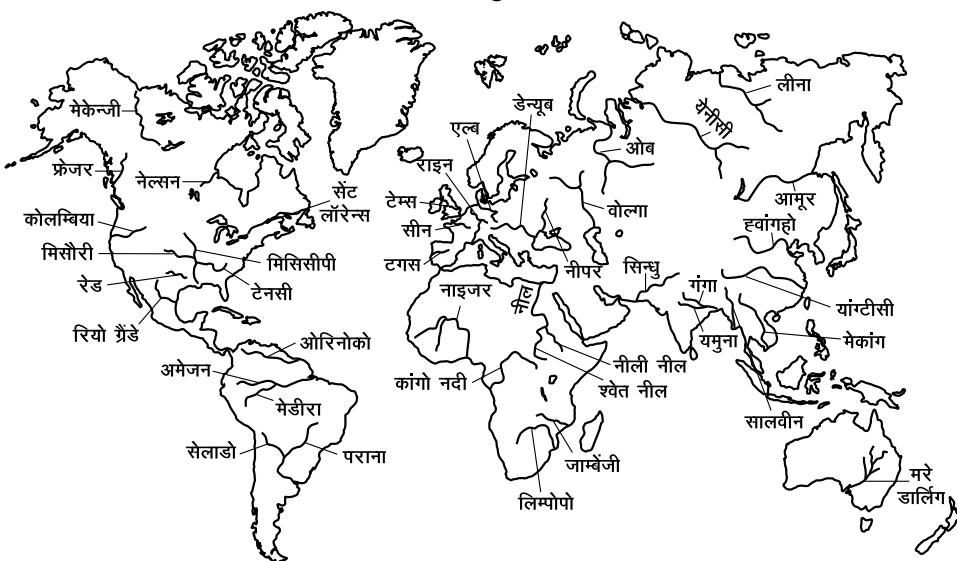 मेकेन्जी
फ्रेजर
नेल्सन
सेंट
लॉरेन्स
कोलम्बिया
मिसौरी
मिसिसीपी
रेड
टेनसी
रियो ग्रैंडे
ओरिनोको
अमेजन
मेडीरा
सेलाडो
पराना
डेन्यूब
एल्ब
राइन
टेम्स
सीन
टगस
नीपर
वोल्गा
ओब
येनीसी
लीना
आमूर
ह्वांगहो
सिन्धु
गंगा
यमुना
यांग्टीसी
मेकांग
सालवीन
नाइजर
नील
नीली नील
श्वेत नील
कांगो नदी
जाम्बेंजी
लिम्पोपो
मरे
डार्लिंग